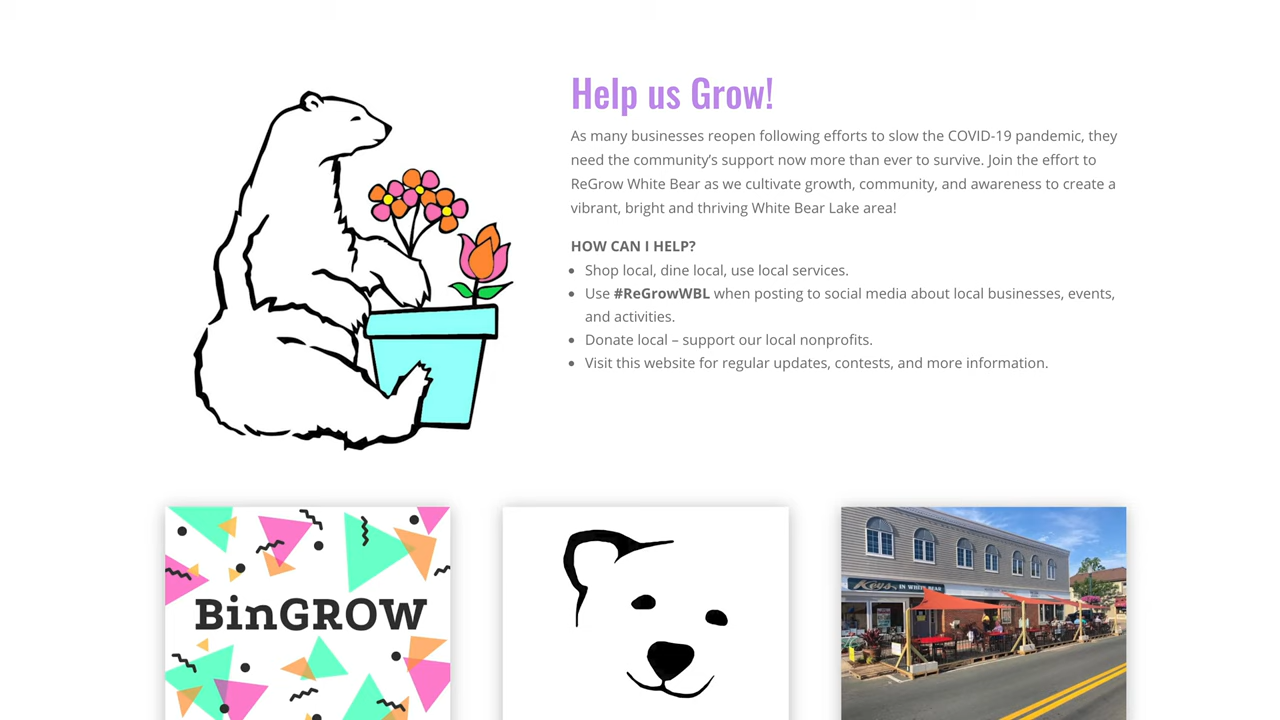 Help us Grow!
As many businesses reopen following efforts to slow the COVID-19 pandemic, they
need the community’s support now more than ever to survive. Join the effort to
ReGrow White Bear as we cultivate growth, community, and awareness to create a
vibrant, bright and thriving White Bear Lake area!
HOW CAN I HELP?
Shop local, dine local, use local services.
Use #ReGrowWBL when posting to social media about local businesses, events,
and activities.
Donate local – support our local nonprofits.
Visit this website for regular updates, contests, and more information.
BinGROW
Keys IN WHITE BEAR